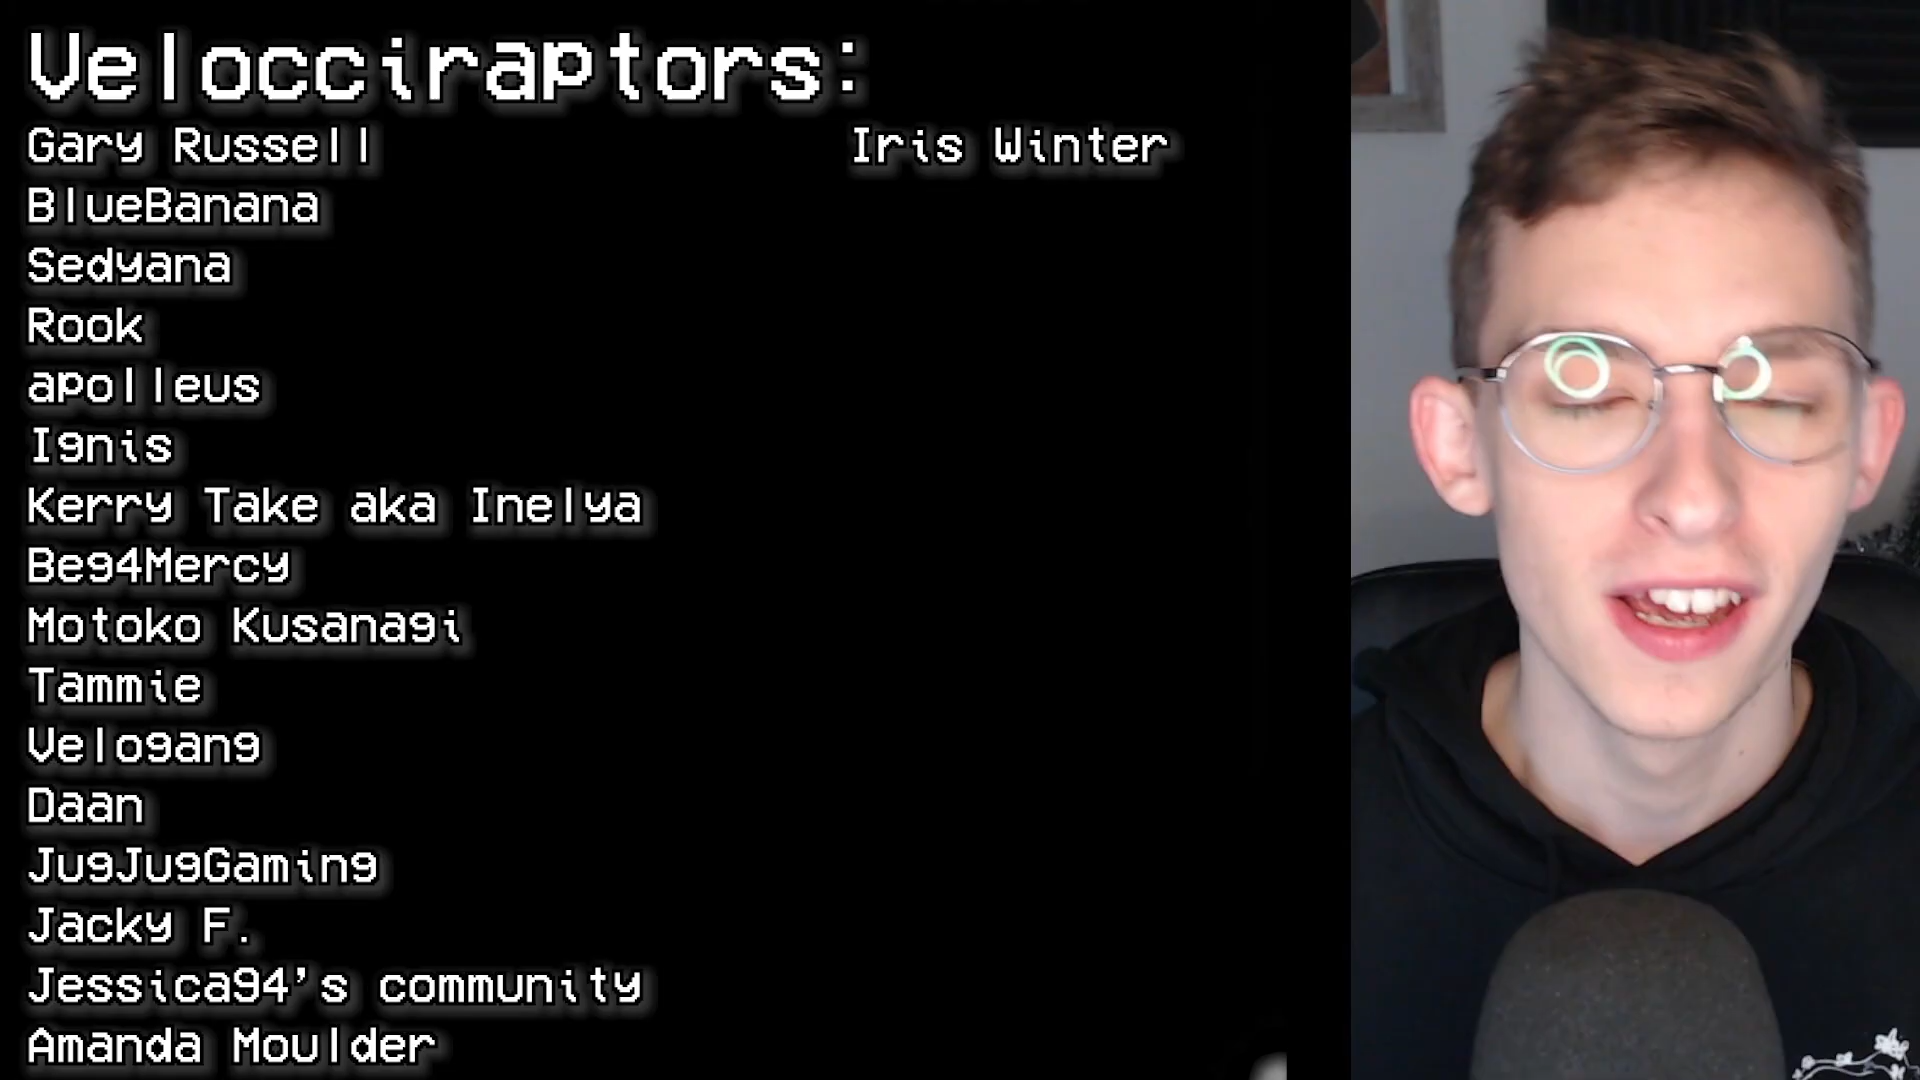 Velocciraptors:
Gary Russell
Iris Winter
BlueBanana
Sedyana
Rook
apolleus
Ignis
Kerry Take aka Inelya
Beg4Mercy
Motoko Kusanagi
Tammie
Velogang
Daan
JugJugGaming
Jacky F.
Jessica94's community
Amanda Moulder